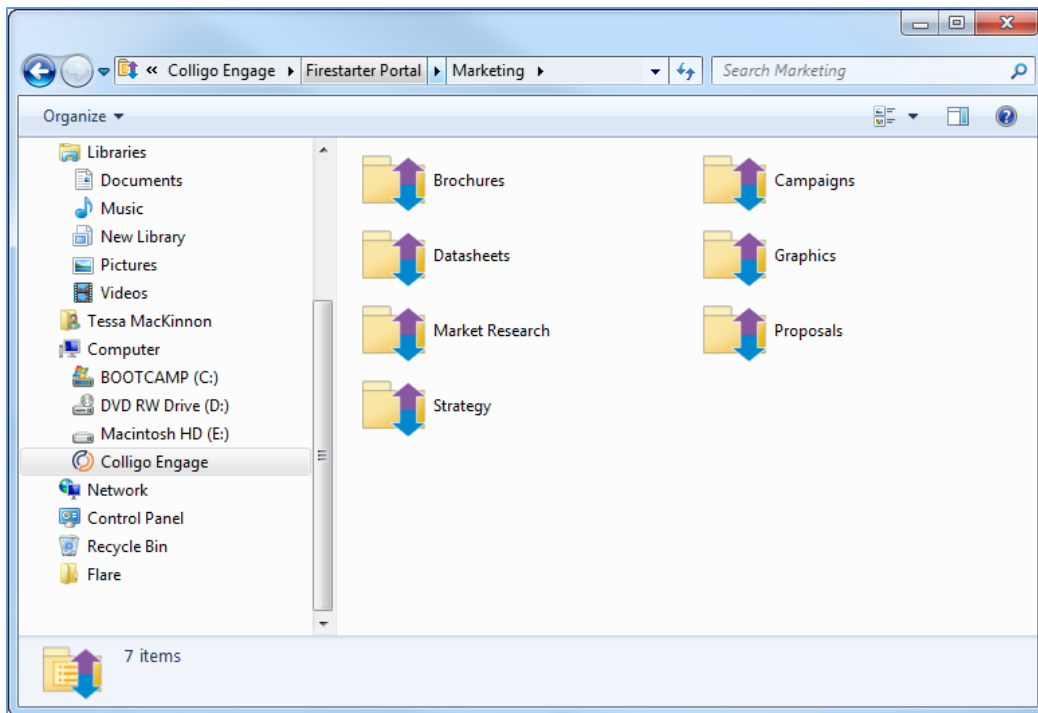 « Colligo Engage Firestarter Portal Marketing Search Marketing
Organize
Libraries
Documents
Music
New Library
Pictures
Videos
Tessa MacKinnon
Computer
BOOTCAMP (C:)
DVD RW Drive (D:)
Macintosh HD (E:)
Colligo Engage
Network
Control Panel
Recycle Bin
Flare
Brochures Campaigns
Datasheets Graphics
Market Research Proposals
Strategy
7 items